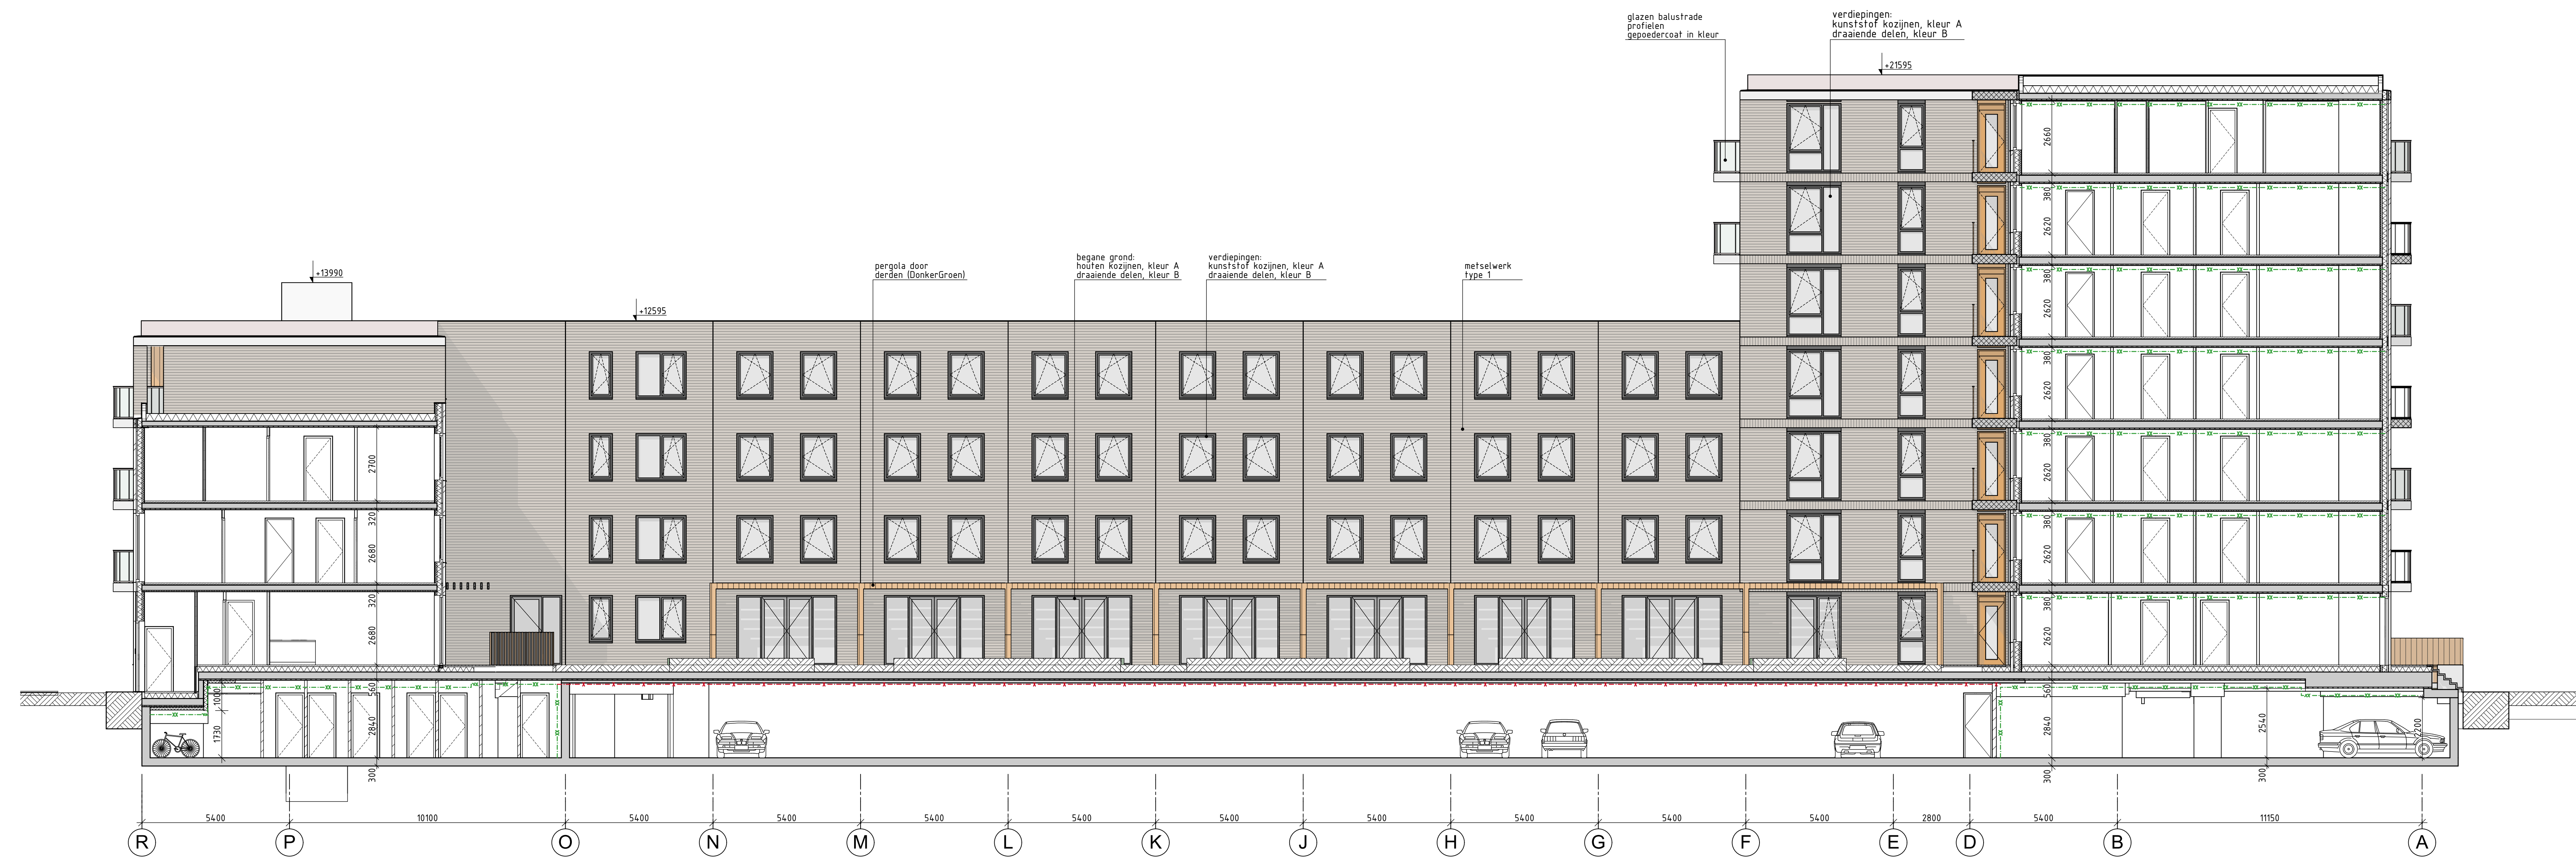 glazen balustrade
profielen
gepoedercoat in kleur
verdiepingen:
kunststof kozijnen, kleur A
draaiende delen, kleur B
+21595
+13990
+12595
pergola door
derden (DonkerGroen)
begane grond:
houten kozijnen, kleur A
draaiende delen, kleur B
verdiepingen:
kunststof kozijnen, kleur A
draaiende delen, kleur B
metselwerk
type 1
2660
380
2620
380
2620
380
2620
380
2620
380
2620
380
2620
560
2840
300
2700
320
2680
320
2680
560
2840
300
1000
1730
2540
300
2200
5400
10100
5400
5400
5400
5400
5400
5400
5400
5400
5400
2800
5400
11150
R
P
O
N
M
L
K
J
H
G
F
E
D
B
A